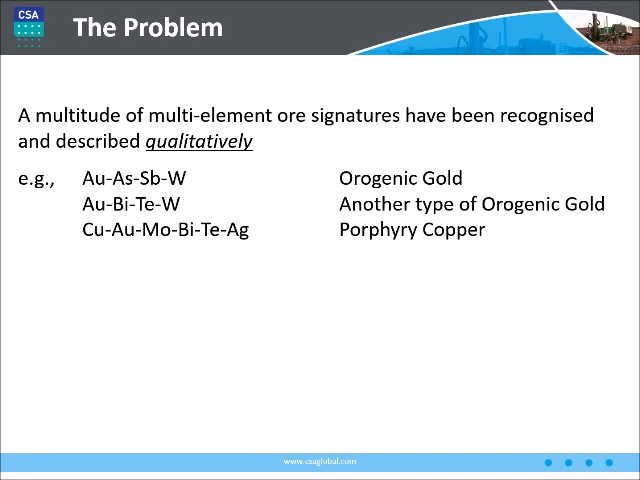 CSA
The Problem
A multitude of multi-element ore signatures have been recognised
and described qualitatively
e.g., Au-As-Sb-W Orogenic Gold
Au-Bi-Te-W Another type of Orogenic Gold
Cu-Au-Mo-Bi-Te-Ag Porphyry Copper
www.csaglobal.com